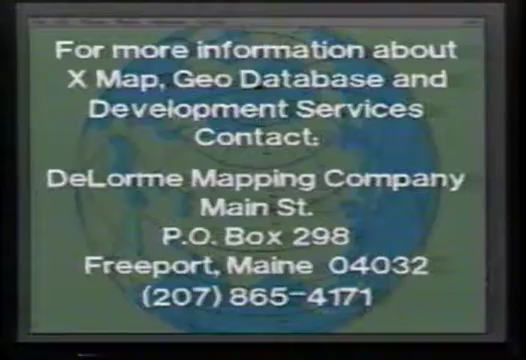 For more information about
X Map, Geo Database and
Development Services
Contact:
DeLorme Mapping Company
Main St.
P.O. Box 298
Freeport, Maine 04032
(207) 865-4171